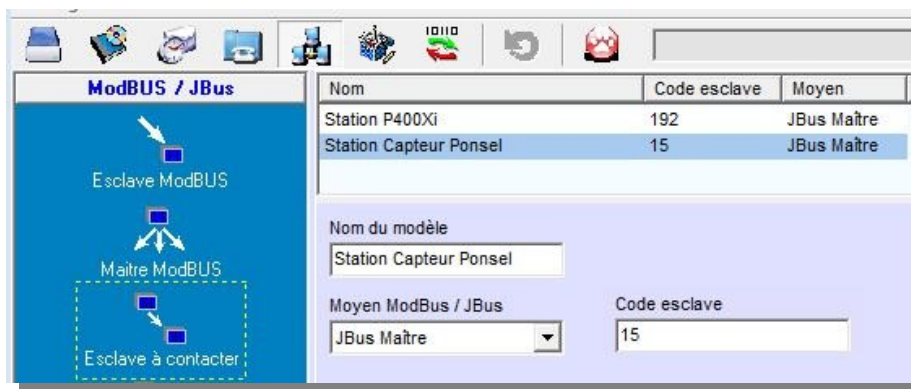 10110
ModBUS / JBus
Esclave ModBUS
Maitre ModBUS
Esclave à contacter
Nom Code esclave Moyen
Station P400Xi 192 JBus Maître
Station Capteur Ponsel 15 JBus Maître
Nom du modèle
Station Capteur Ponsel
Moyen ModBus / JBus Code esclave
JBus Maître 15